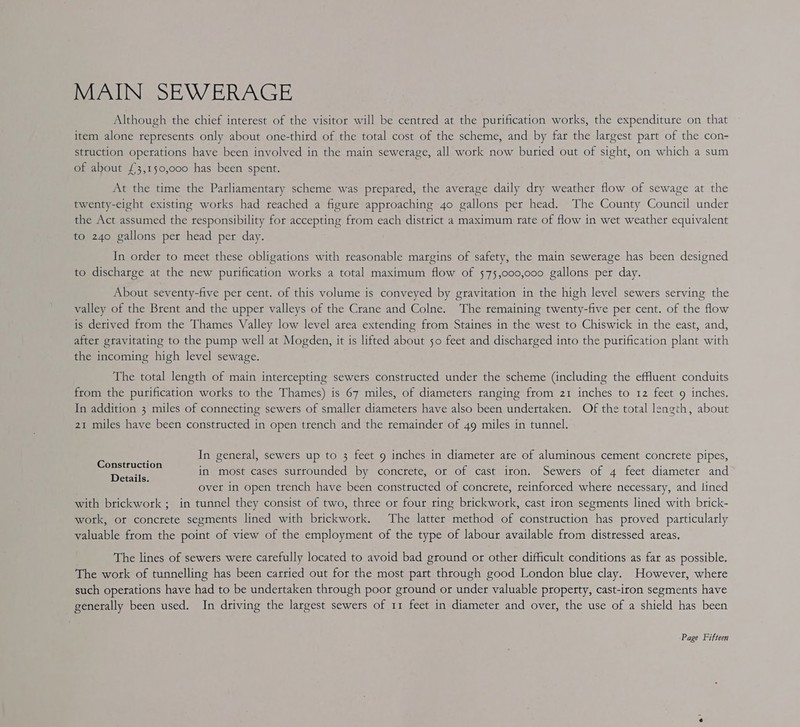 MAIN SEWERAGE
Although the chief interest of the visitor will be centred at the purification works, the expenditure on that
item alone represents only about one-third of the total cost of the scheme, and by far the largest part of the con-
struction operations have been involved in the main sewerage, all work now buried out of sight, on which a sum
of about £3,150,000 has been spent.
At the time the Parliamentary scheme was prepared, the average daily dry weather flow of sewage at the
twenty-eight existing works had reached a figure approaching 40 gallons per head. The County Council under
the Act assumed the responsibility for accepting from each district a maximum rate of flow in wet weather equivalent
to 240 gallons per head per day.
In order to meet these obligations with reasonable margins of safety, the main sewerage has been designed
to discharge at the new purification works a total maximum flow of 575,000,000 gallons per day.
About seventy-five per cent. of this volume is conveyed by gravitation in the high level sewers serving the
valley of the Brent and the upper valleys of the Crane and Colne. The remaining twenty-five per cent. of the flow
is derived from the Thames Valley low level area extending from Staines in the west to Chiswick in the east, and,
after gravitating to the pump well at Mogden, it is lifted about 50 feet and discharged into the purification plant with
the incoming high level sewage.
The total length of main intercepting sewers constructed under the scheme (including the effluent conduits
from the purification works to the Thames) is 67 miles, of diameters ranging from 21 inches to 12 feet 9 inches.
In addition 3 miles of connecting sewers of smaller diameters have also been undertaken. Of the total length, about
21 miles have been constructed in open trench and the remainder of 49 miles in tunnel.
Construction
Details.
In general, sewers up to 3 feet 9 inches in diameter are of aluminous cement concrete pipes,
in most cases surrounded by concrete, or of cast iron. Sewers of 4 feet diameter and
over in open trench have been constructed of concrete, reinforced where necessary, and lined
with brickwork ; in tunnel they consist of two, three or four ring brickwork, cast iron segments lined with brick-
work, or concrete segments lined with brickwork. The latter method of construction has proved particularly
valuable from the point of view of the employment of the type of labour available from distressed areas.
The lines of sewers were carefully located to avoid bad ground or other difficult conditions as far as possible.
The work of tunnelling has been carried out for the most part through good London blue clay. However, where
such operations have had to be undertaken through poor ground or under valuable property, cast-iron segments have
generally been used. In driving the largest sewers of 11 feet in diameter and over, the use of a shield has been
Page Fifteen